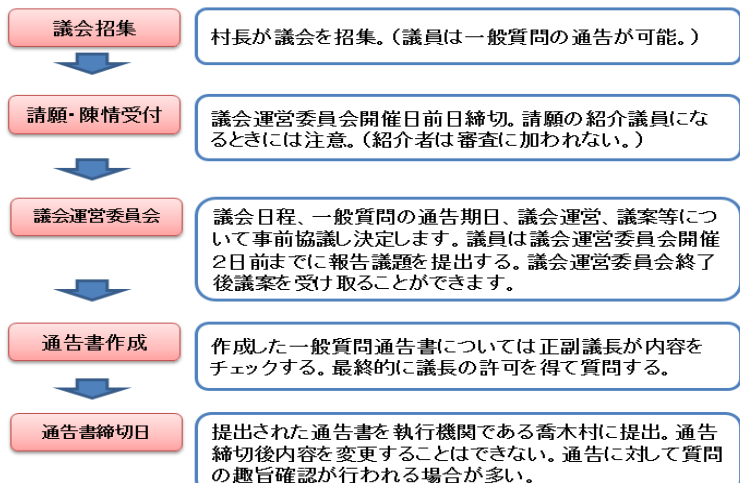 議会招集
村長が議会を招集。(議員は一般質問の通告が可能。)
請願・陳情受付
議会運営委員会開催日前日締切。請願の紹介議員にな
るときには注意。(紹介者は審査に加われない。)
議会運営委員会
議会日程、一般質問の通告期日、議会運営、議案等につ
いて事前協議し決定します。議員は議会運営委員会開催
2日前までに報告議題を提出する。議会運営委員会終了
後議案を受け取ることができます。
通告書作成
作成した一般質問通告書については正副議長が内容を
チェックする。最終的に議長の許可を得て質問する。
通告書締切日
提出された通告書を執行機関である喬木村に提出。通告
締切後内容を変更することはできない。通告に対して質問
の趣旨確認が行われる場合が多い。